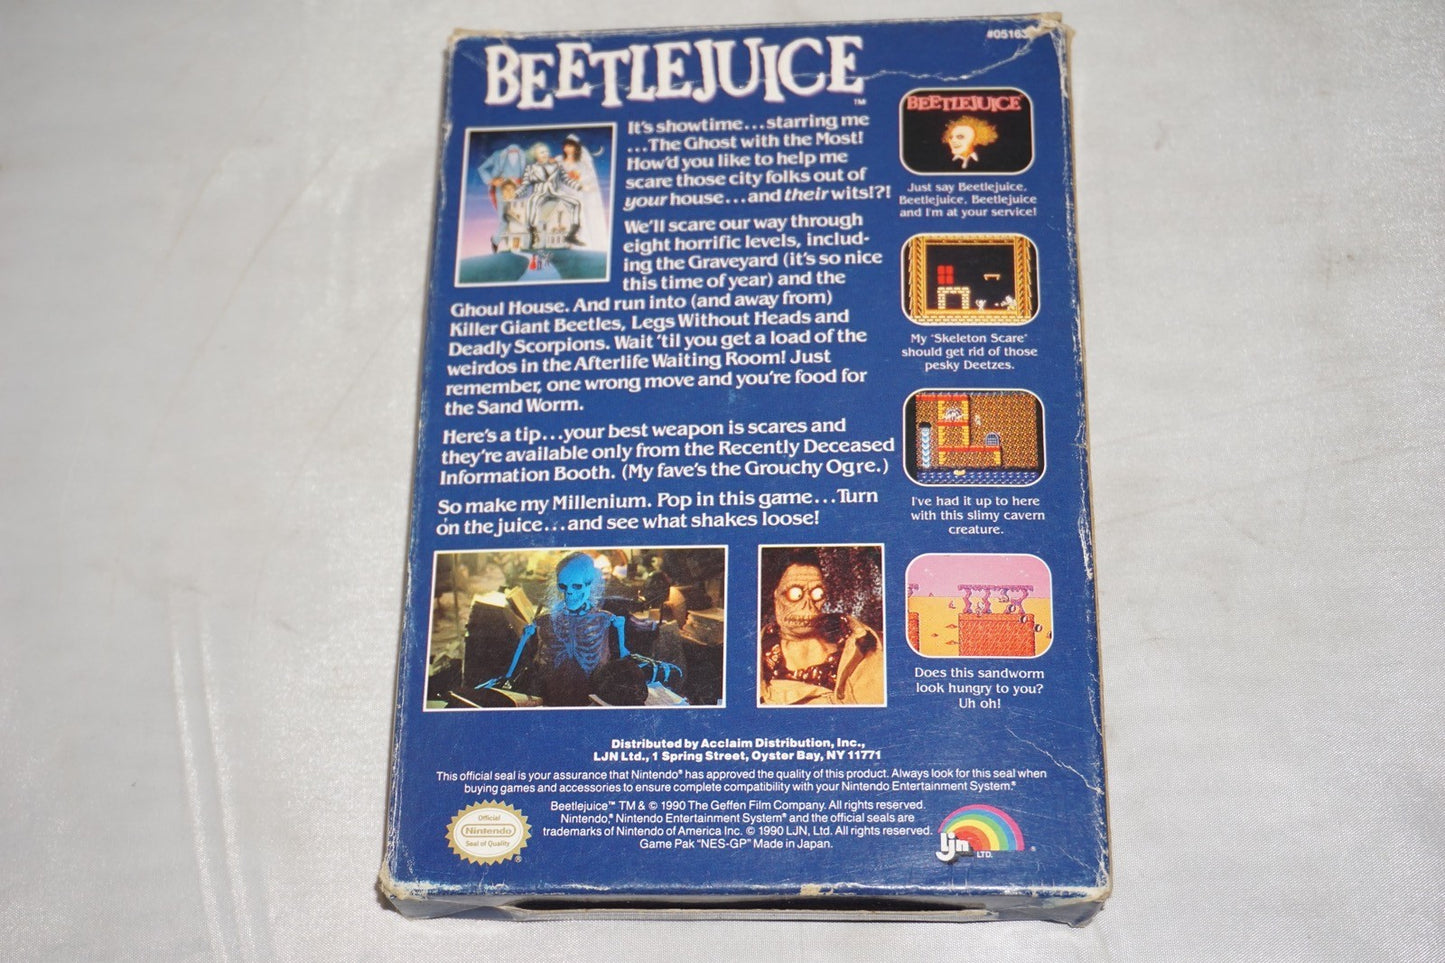 BEETLEJUICE
TM
#05163
It's showtime...starring me
...The Ghost with the Most!
How'd you like to help me
scare those city folks out of
your house...and their wits!?!
We'll scare our way through
eight horrific levels, includ-
ing the Graveyard (it's so nice
this time of year) and the
Ghoul House. And run into (and away from)
Killer Giant Beetles, Legs Without Heads and
Deadly Scorpions. Wait 'til you get a load of the
weirdos in the Afterlife Waiting Room! Just
remember, one wrong move and you're food for
the Sand Worm.
Here's a tip...your best weapon is scares and
they're available only from the Recently Deceased
Information Booth. (My fave's the Grouchy Ogre.)
So make my Millenium. Pop in this game...Turn
on the juice...and see what shakes loose!
BEETLEJUICE
Just say Beetlejuice,
Beetlejuice, Beetlejuice
and I'm at your service!
My "Skeleton Scare"
should get rid of those
pesky Deetzes.
I've had it up to here
with this slimy cavern
creature.
Does this sandworm
look hungry to you?
Uh oh!
Distributed by Acclaim Distribution, Inc.,
LJN Ltd., 1 Spring Street, Oyster Bay, NY 11771
This official seal is your assurance that Nintendo® has approved the quality of this product. Always look for this seal when
buying games and accessories to ensure complete compatibility with your Nintendo Entertainment System.®
Official
Nintendo
Seal of Quality
®
Beetlejuice™ TM & © 1990 The Geffen Film Company. All rights reserved.
Nintendo,® Nintendo Entertainment System® and the official seals are
trademarks of Nintendo of America Inc. © 1990 LJN, Ltd. All rights reserved.
Game Pak "NES-GP" Made in Japan.
ljn LTD. ®